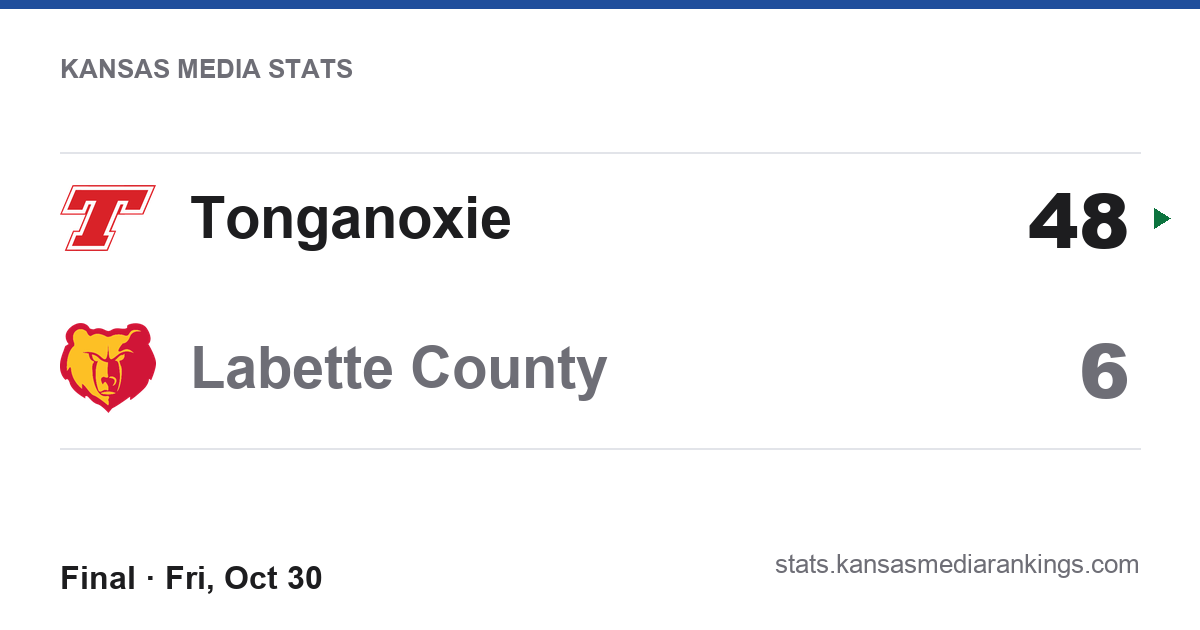 KANSAS MEDIA STATS
T
Tonganoxie 48
Labette County 6
Final · Fri, Oct 30
stats.kansasmediarankings.com